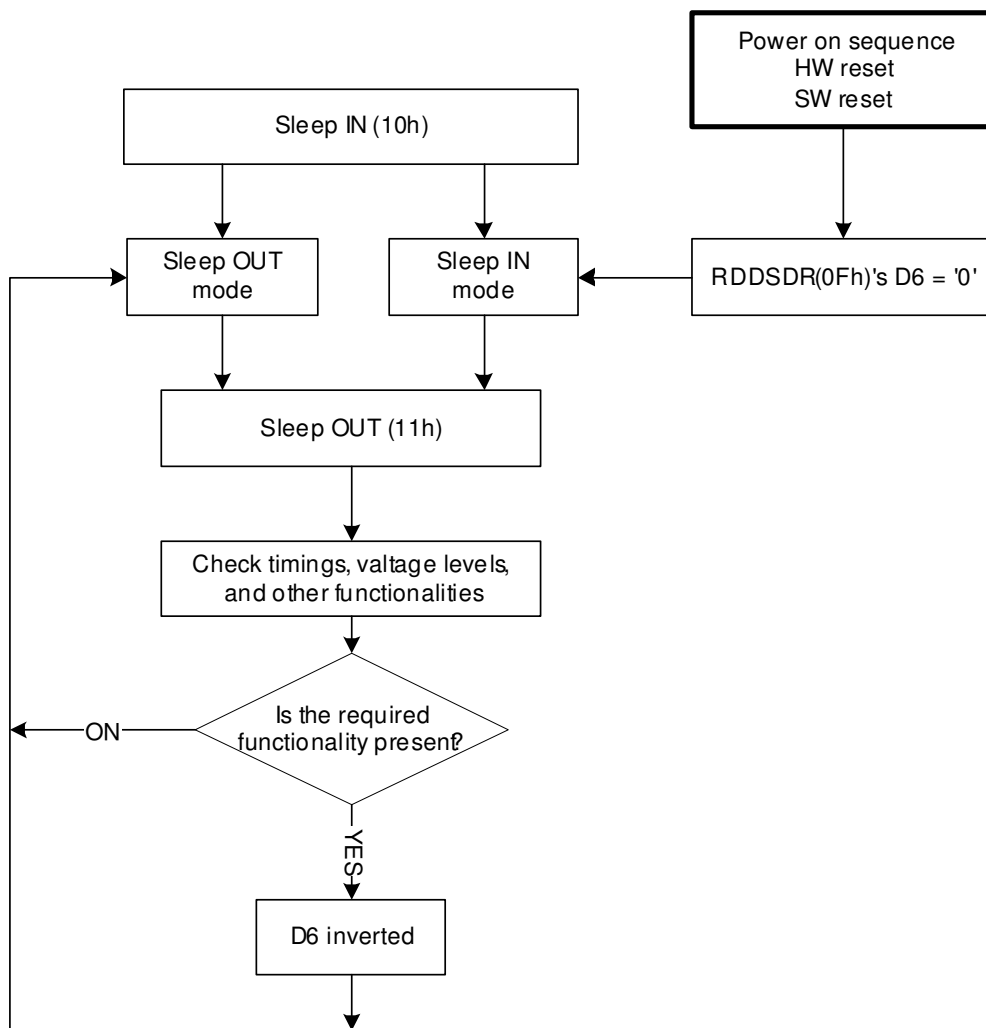 Power on sequence
HW reset
SW reset
Sleep IN (10h)
Sleep OUT
mode
Sleep IN
mode
RDDSDR(0Fh)'s D6 = '0'
Sleep OUT (11h)
Check timings, valtage levels,
and other functionalities
Is the required
functionality present?
ON
YES
D6 inverted